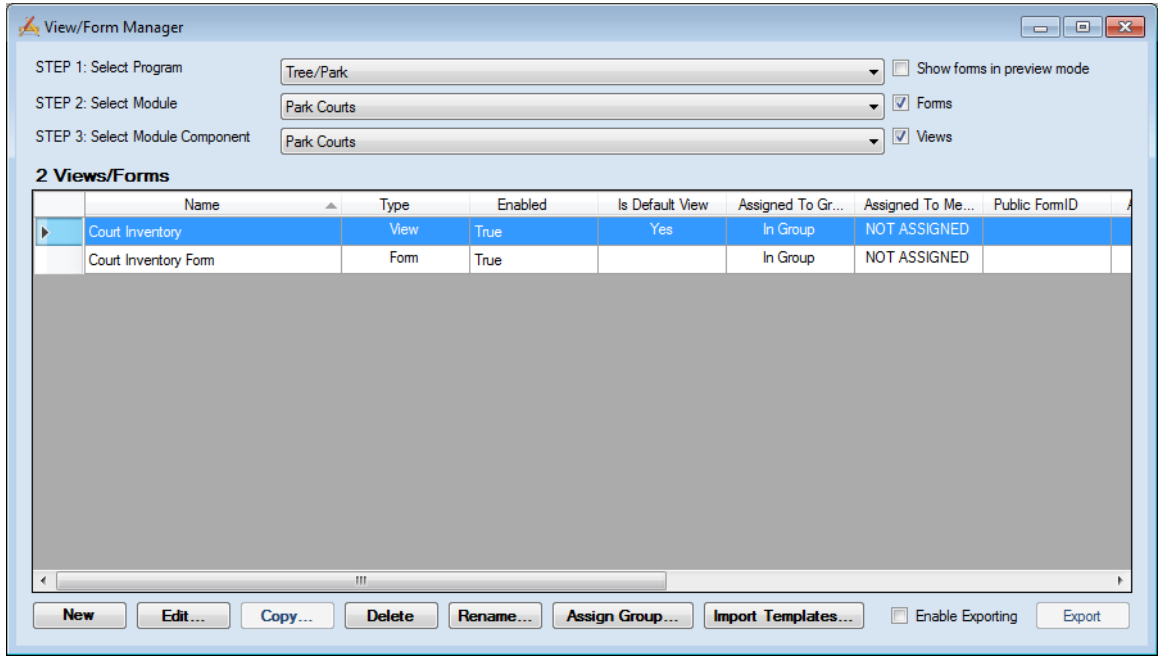 View/Form Manager
STEP 1: Select Program Tree/Park Show forms in preview mode
STEP 2: Select Module Park Courts Forms
STEP 3: Select Module Component Park Courts Views
2 Views/Forms
Name Type Enabled Is Default View Assigned To Gr... Assigned To Me... Public FormID
Court Inventory View True Yes In Group NOT ASSIGNED
Court Inventory Form Form True In Group NOT ASSIGNED
New Edit... Copy... Delete Rename... Assign Group... Import Templates... Enable Exporting Export